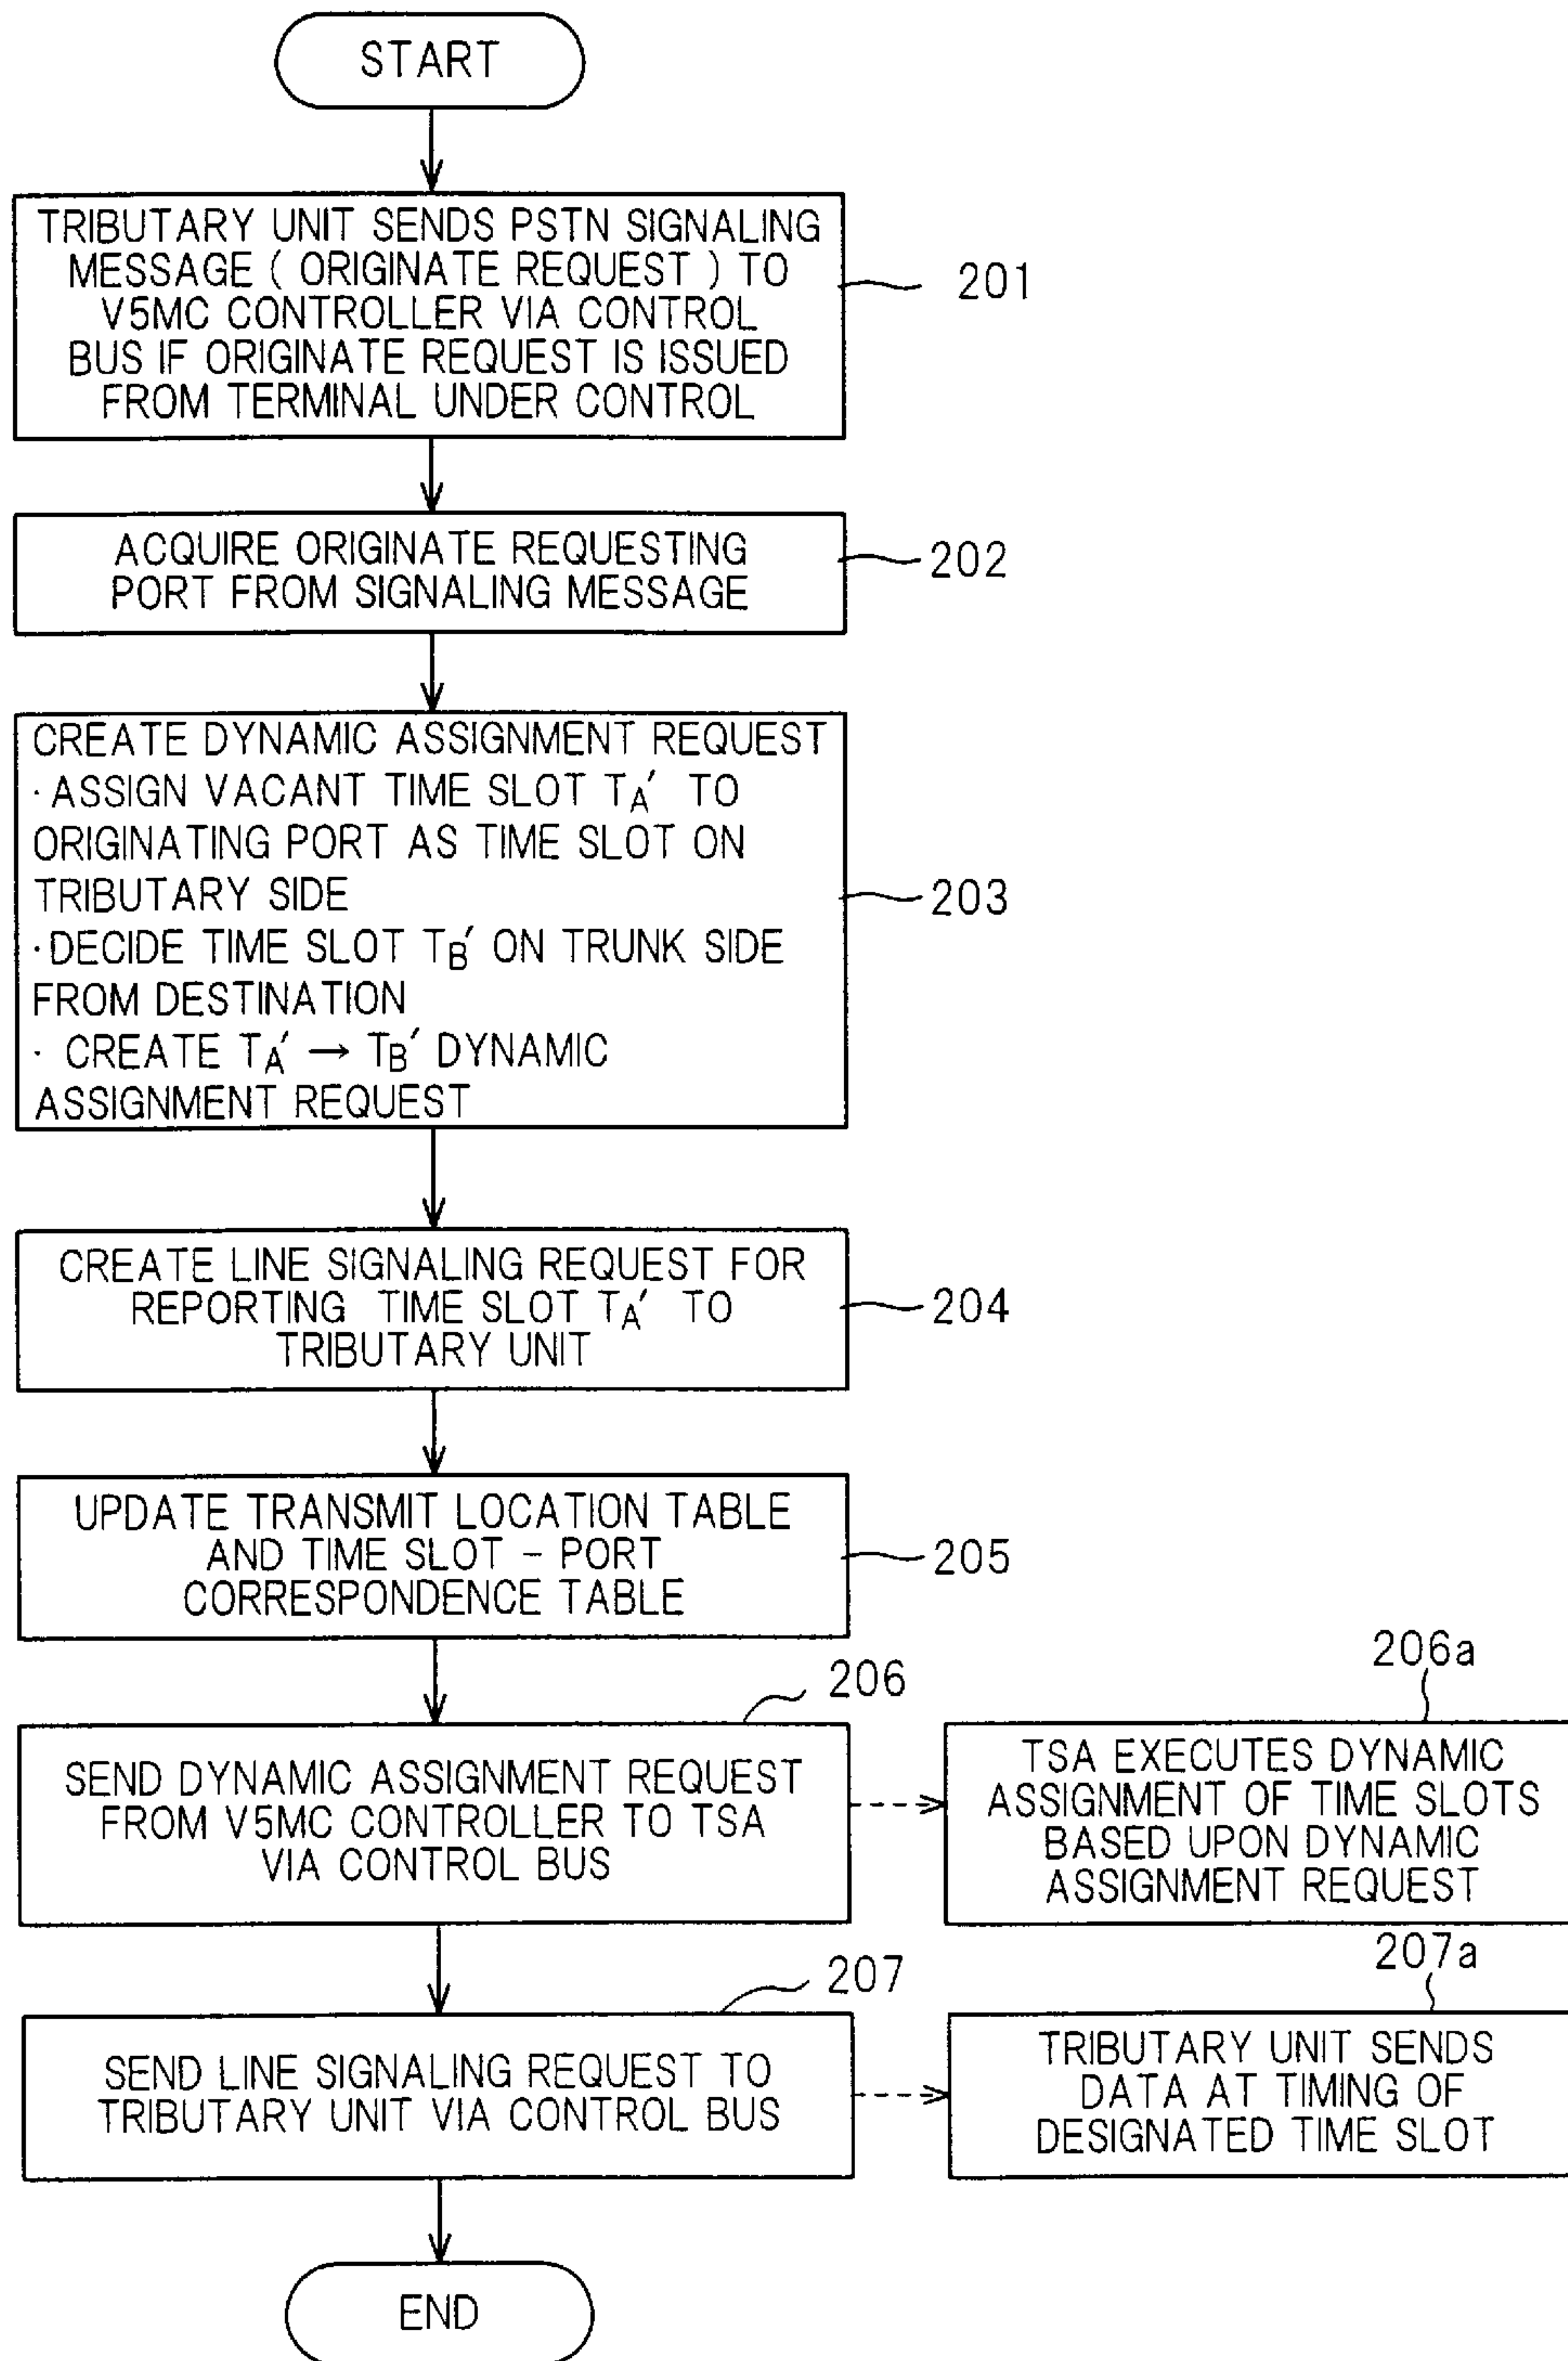 START
TRIBUTARY UNIT SENDS PSTN SIGNALING
MESSAGE ( ORIGINATE REQUEST ) TO
V5MC CONTROLLER VIA CONTROL
BUS IF ORIGINATE REQUEST IS ISSUED
FROM TERMINAL UNDER CONTROL
201
ACQUIRE ORIGINATE REQUESTING
PORT FROM SIGNALING MESSAGE
202
CREATE DYNAMIC ASSIGNMENT REQUEST
· ASSIGN VACANT TIME SLOT TA' TO
ORIGINATING PORT AS TIME SLOT ON
TRIBUTARY SIDE
· DECIDE TIME SLOT TB' ON TRUNK SIDE
FROM DESTINATION
· CREATE TA' → TB' DYNAMIC
ASSIGNMENT REQUEST
203
CREATE LINE SIGNALING REQUEST FOR
REPORTING TIME SLOT TA' TO
TRIBUTARY UNIT
204
UPDATE TRANSMIT LOCATION TABLE
AND TIME SLOT – PORT
CORRESPONDENCE TABLE
205
206
SEND DYNAMIC ASSIGNMENT REQUEST
FROM V5MC CONTROLLER TO TSA
VIA CONTROL BUS
206a
TSA EXECUTES DYNAMIC
ASSIGNMENT OF TIME SLOTS
BASED UPON DYNAMIC
ASSIGNMENT REQUEST
207
SEND LINE SIGNALING REQUEST TO
TRIBUTARY UNIT VIA CONTROL BUS
207a
TRIBUTARY UNIT SENDS
DATA AT TIMING OF
DESIGNATED TIME SLOT
END